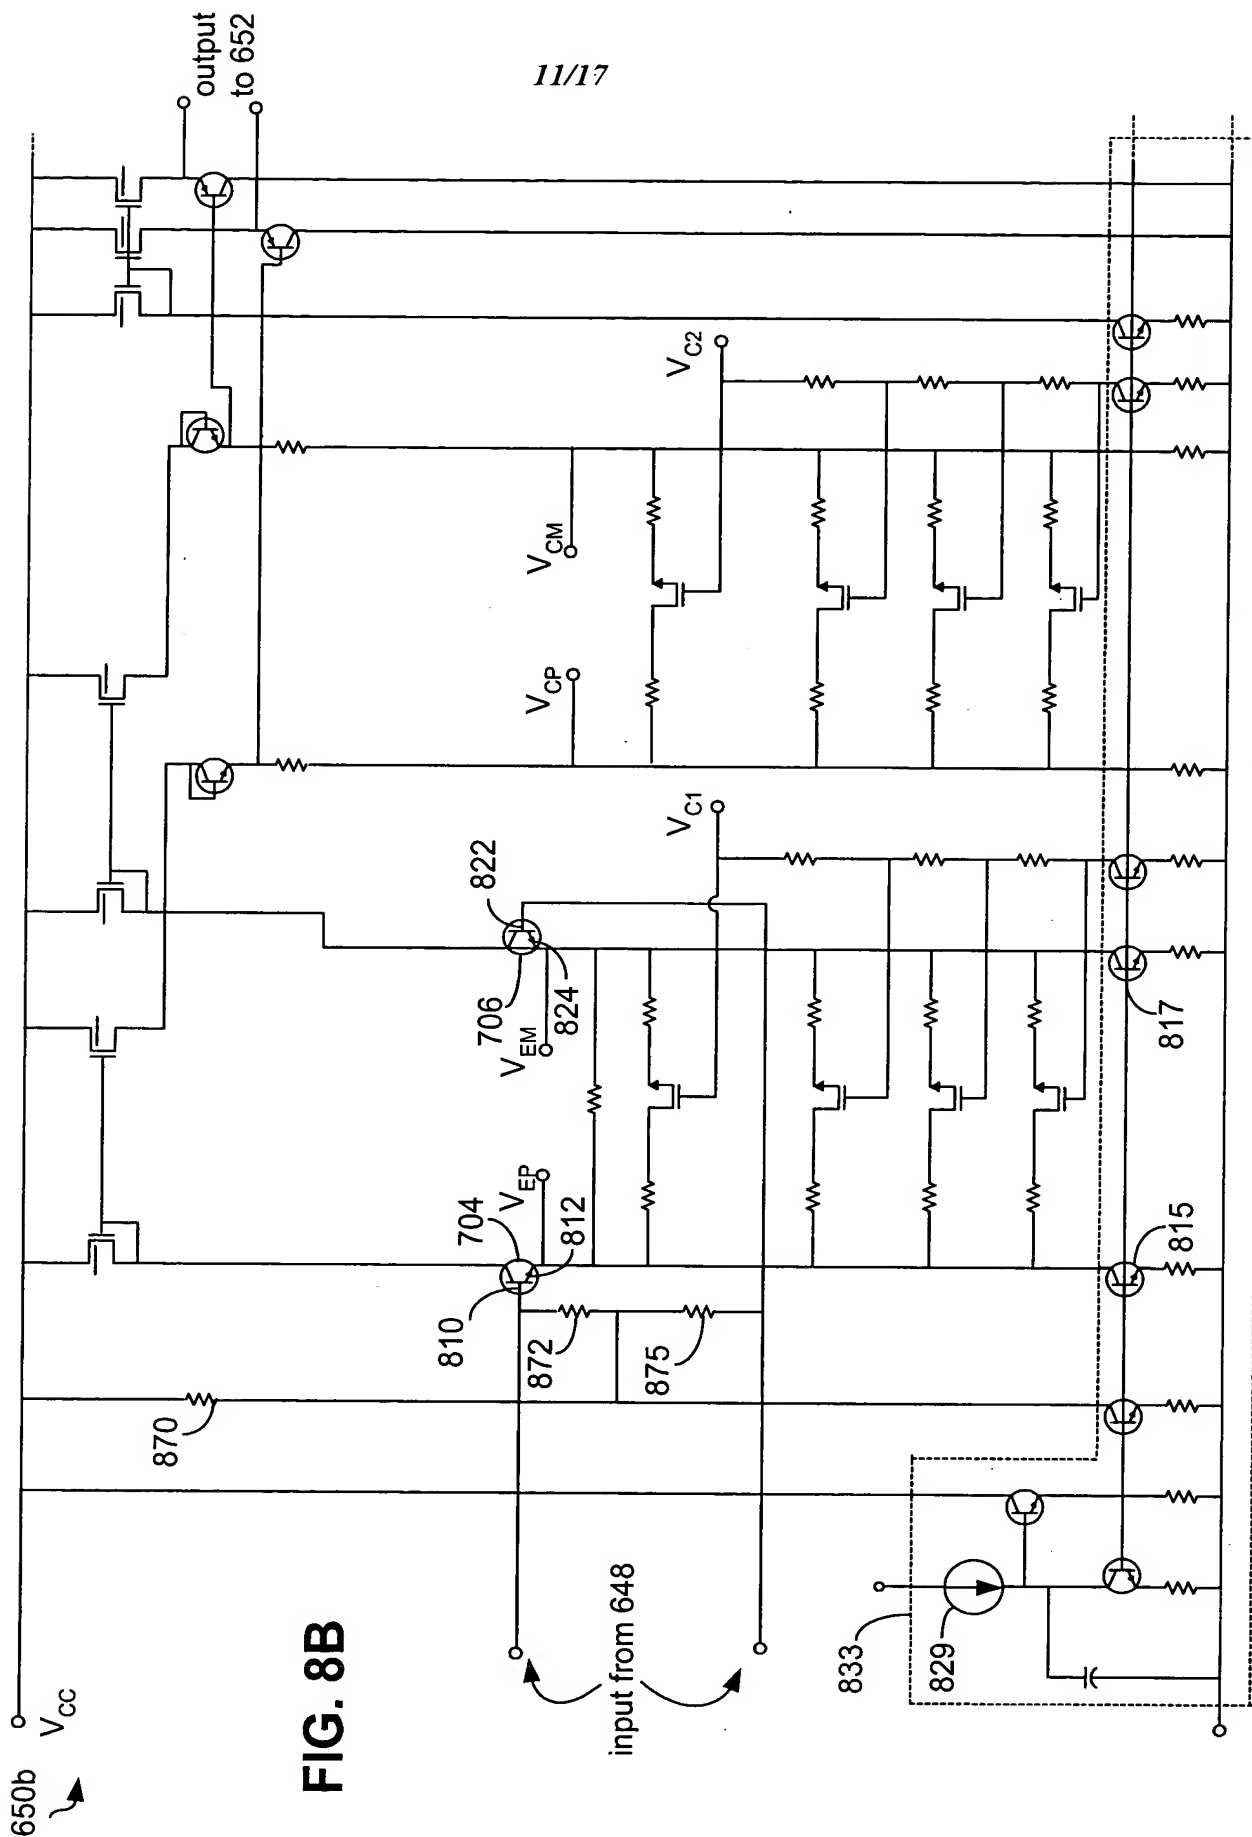 11/17
650b
V_CC
FIG. 8B
output
to 652
870
810
704
V_EP
812
872
875
706
822
V_EM
824
V_CP
V_CM
V_C1
V_C2
input from 648
833
829
815
817